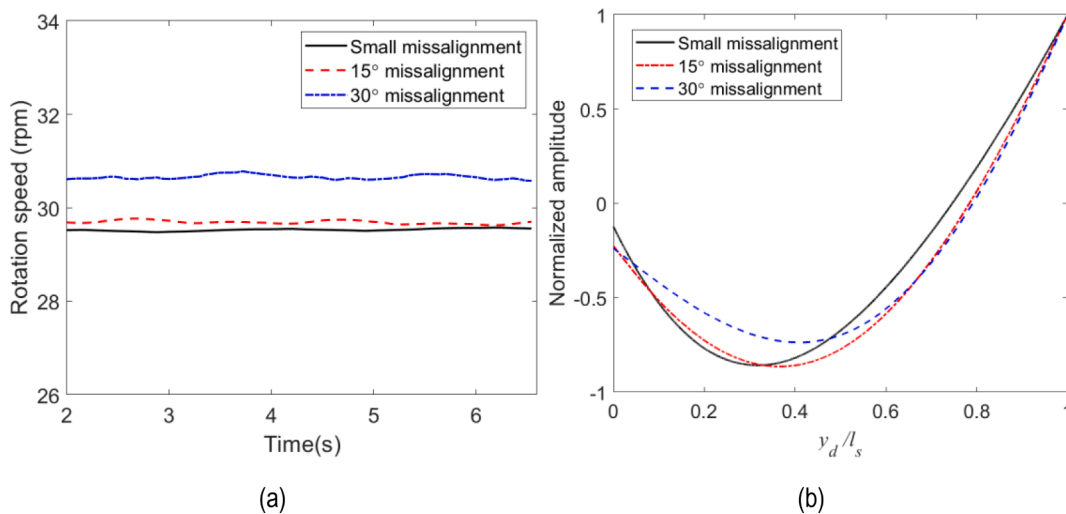 34
32
30
28
26
Rotation speed (rpm)
Small missalignment
15° missalignment
30° missalignment
2 3 4 5 6
Time(s)
(a)
1
0.5
0
-0.5
-1
Normalized amplitude
Small missalignment
15° missalignment
30° missalignment
0 0.2 0.4 0.6 0.8 1
y_d/l_s
(b)